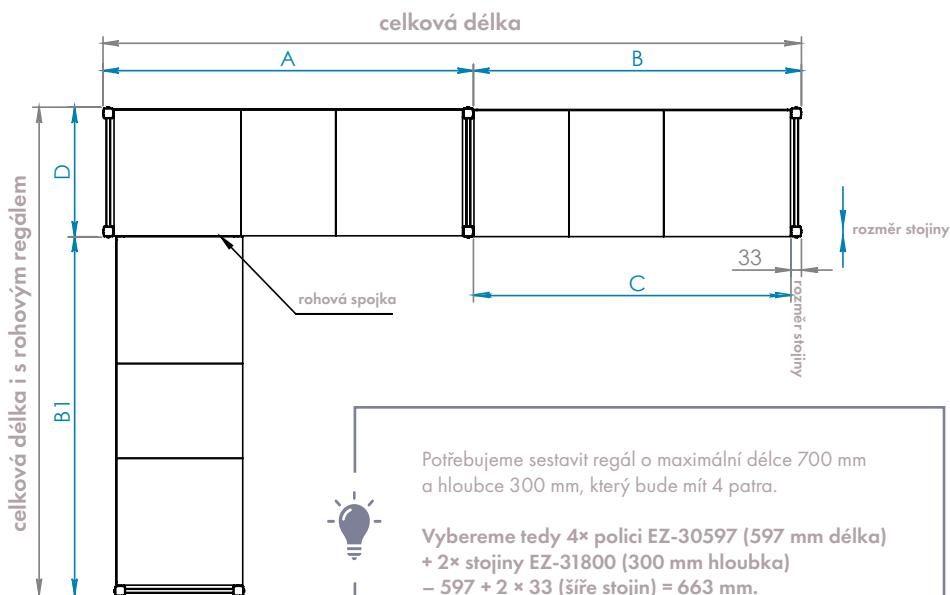 celková délka
A
B
D
celková délka i s rohovým regálem
rozměr stojiny
33
C
rozměr stojiny
rohová spojka
B1
Potřebujeme sestavit regál o maximální délce 700 mm
a hloubce 300 mm, který bude mít 4 patra.
Vybereme tedy 4× polici EZ-30597 (597 mm délka)
+ 2× stojiny EZ-31800 (300 mm hloubka)
– 597 + 2 × 33 (šíře stojin) = 663 mm.